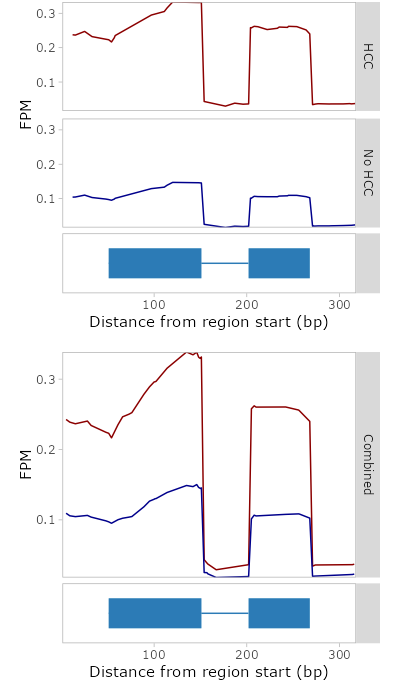 0.3
0.2
0.1
HCC
FPM
0.3
0.2
0.1
No HCC
100 200 300
Distance from region start (bp)
0.3
0.2
0.1
FPM
Combined
100 200 300
Distance from region start (bp)